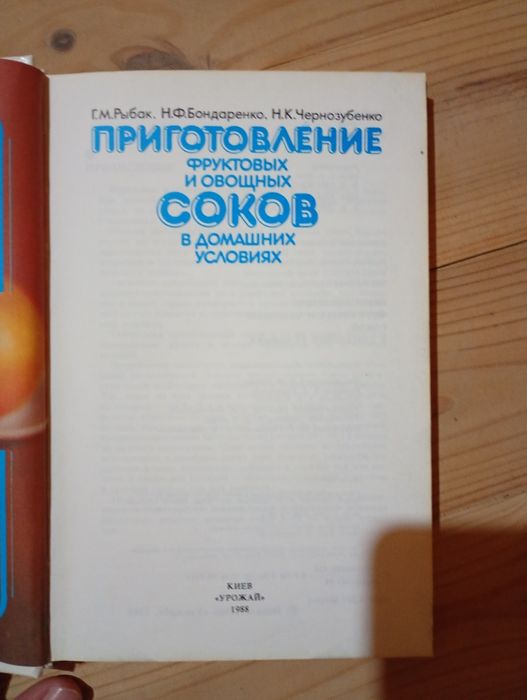 Г.М.Рыбак, Н.Ф.Бондаренко, Н.К.Чернозубенко
ПРИГОТОВЛЕНИЕ
ФРУКТОВЫХ
И ОВОЩНЫХ
СОКОВ
В ДОМАШНИХ
УСЛОВИЯХ
КИЕВ
«УРОЖАЙ»
1988